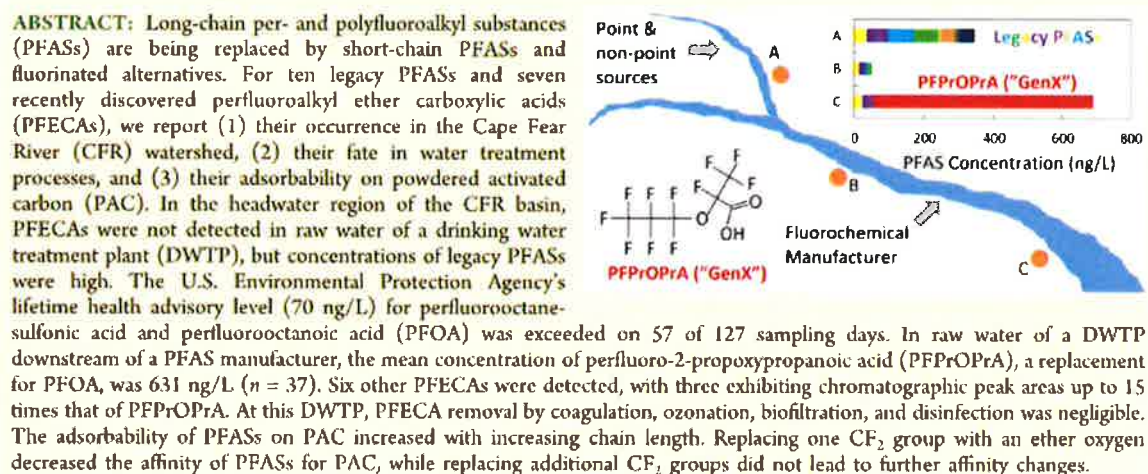 ABSTRACT: Long-chain per- and polyfluoroalkyl substances
(PFASs) are being replaced by short-chain PFASs and
fluorinated alternatives. For ten legacy PFASs and seven
recently discovered perfluoroalkyl ether carboxylic acids
(PFECAs), we report (1) their occurrence in the Cape Fear
River (CFR) watershed, (2) their fate in water treatment
processes, and (3) their adsorbability on powdered activated
carbon (PAC). In the headwater region of the CFR basin,
PFECAs were not detected in raw water of a drinking water
treatment plant (DWTP), but concentrations of legacy PFASs
were high. The U.S. Environmental Protection Agency's
lifetime health advisory level (70 ng/L) for perfluorooctane-
sulfonic acid and perfluorooctanoic acid (PFOA) was exceeded on 57 of 127 sampling days. In raw water of a DWTP
downstream of a PFAS manufacturer, the mean concentration of perfluoro-2-propoxypropanoic acid (PFPrOPrA), a replacement
for PFOA, was 631 ng/L (n = 37). Six other PFECAs were detected, with three exhibiting chromatographic peak areas up to 15
times that of PFPrOPrA. At this DWTP, PFECA removal by coagulation, ozonation, biofiltration, and disinfection was negligible.
The adsorbability of PFASs on PAC increased with increasing chain length. Replacing one CF₂ group with an ether oxygen
decreased the affinity of PFASs for PAC, while replacing additional CF₂ groups did not lead to further affinity changes.
Point &
non-point
sources
A
B
C
A
Legacy PFASs
B
PFPrOPrA ("GenX")
C
0 200 400 600 800
PFAS Concentration (ng/L)
F F
F F
F F F F
F O O
F F F OH
PFPrOPrA ("GenX")
Fluorochemical
Manufacturer